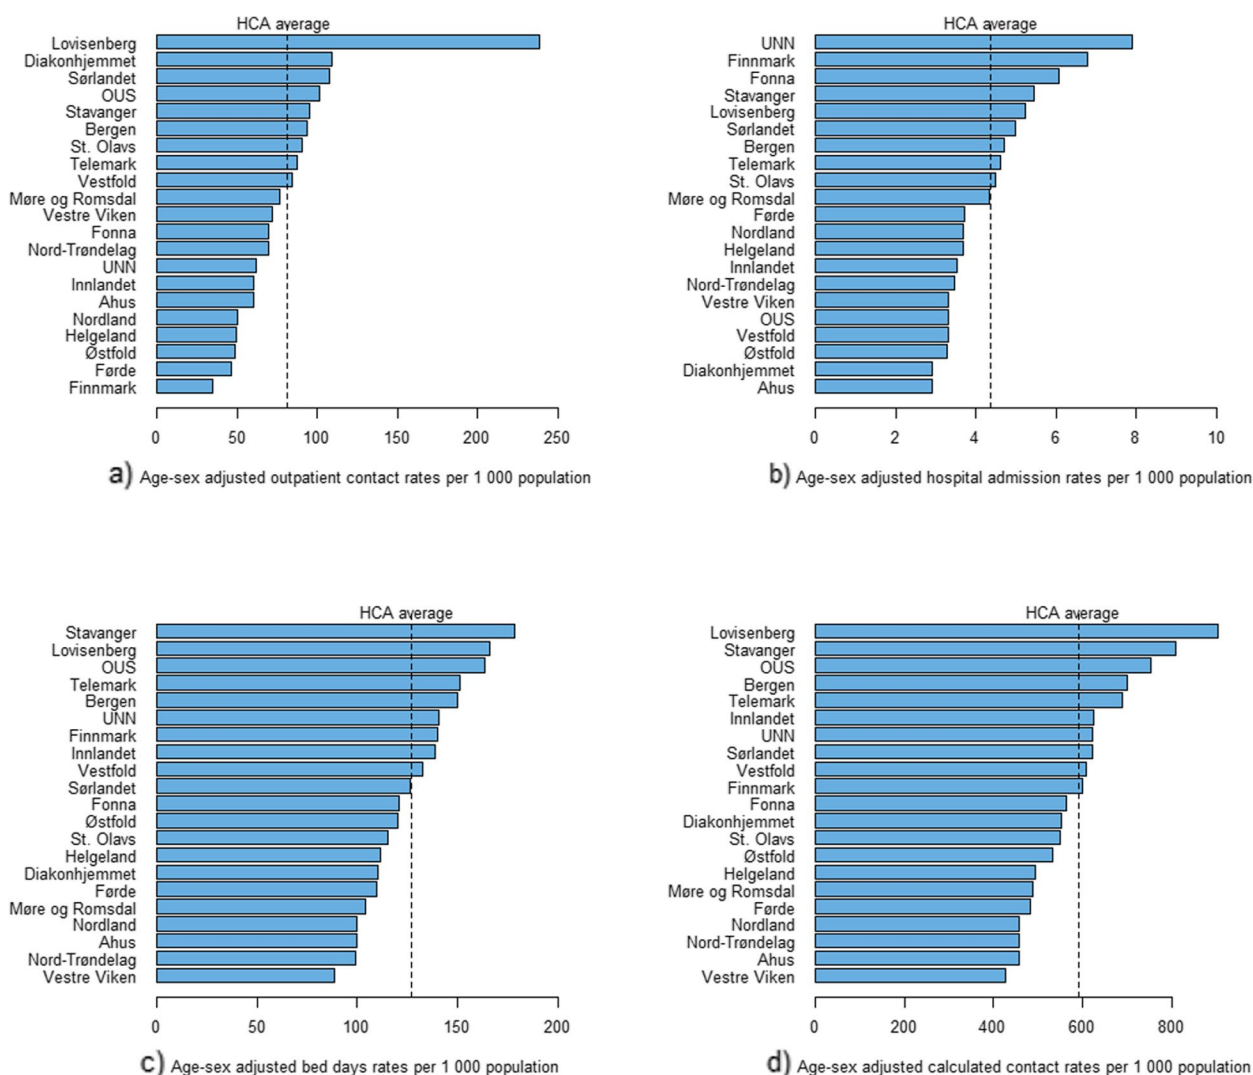 HCA average
Lovisenberg
Diakonhjemmet
Sørlandet
OUS
Stavanger
Bergen
St. Olavs
Telemark
Vestfold
Møre og Romsdal
Vestre Viken
Fonna
Nord-Trøndelag
UNN
Innlandet
Ahus
Nordland
Helgeland
Østfold
Førde
Finnmark
0 50 100 150 200 250
a) Age-sex adjusted outpatient contact rates per 1 000 population
HCA average
UNN
Finnmark
Fonna
Stavanger
Lovisenberg
Sørlandet
Bergen
Telemark
St. Olavs
Møre og Romsdal
Førde
Nordland
Helgeland
Innlandet
Nord-Trøndelag
Vestre Viken
OUS
Vestfold
Østfold
Diakonhjemmet
Ahus
0 2 4 6 8 10
b) Age-sex adjusted hospital admission rates per 1 000 population
HCA average
Stavanger
Lovisenberg
OUS
Telemark
Bergen
UNN
Finnmark
Innlandet
Vestfold
Sørlandet
Fonna
Østfold
St. Olavs
Helgeland
Diakonhjemmet
Førde
Møre og Romsdal
Nordland
Ahus
Nord-Trøndelag
Vestre Viken
0 50 100 150 200
c) Age-sex adjusted bed days rates per 1 000 population
HCA average
Lovisenberg
Stavanger
OUS
Bergen
Telemark
Innlandet
UNN
Sørlandet
Vestfold
Finnmark
Fonna
Diakonhjemmet
St. Olavs
Østfold
Helgeland
Møre og Romsdal
Førde
Nordland
Nord-Trøndelag
Ahus
Vestre Viken
0 200 400 600 800
d) Age-sex adjusted calculated contact rates per 1 000 population